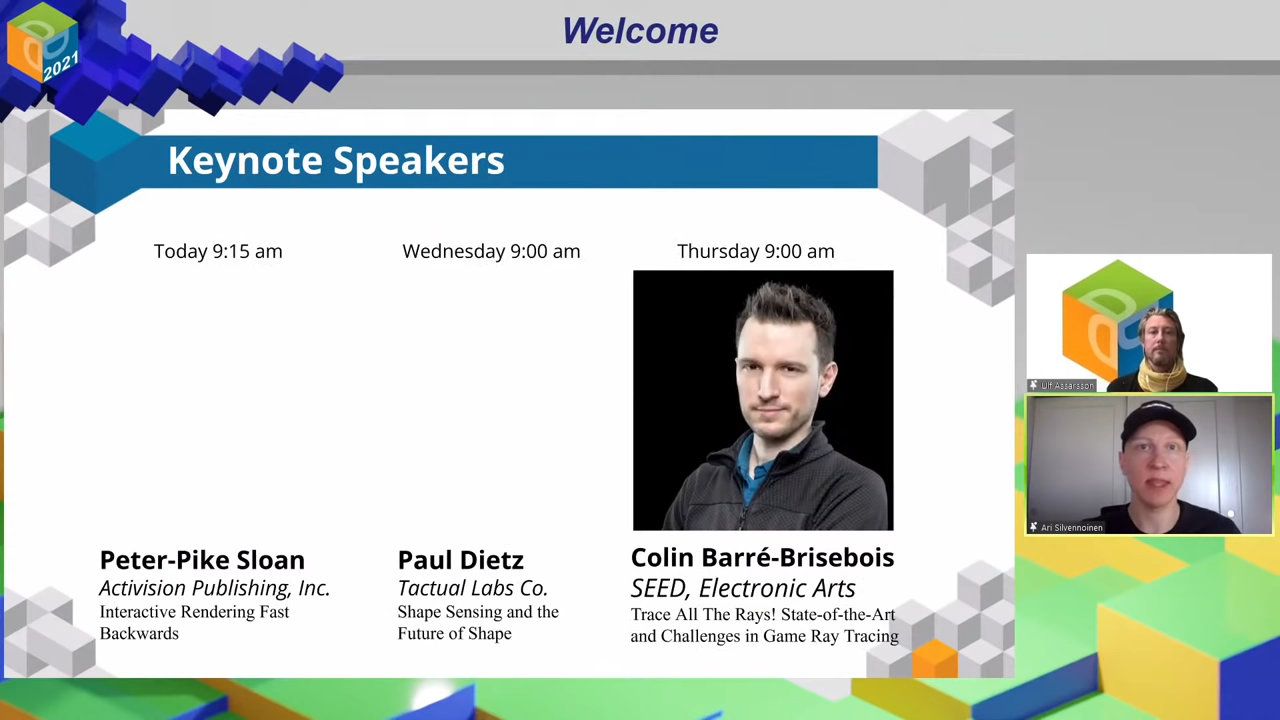 Welcome
2021
Keynote Speakers
Today 9:15 am
Wednesday 9:00 am
Thursday 9:00 am
Peter-Pike Sloan
Activision Publishing, Inc.
Interactive Rendering Fast
Backwards
Paul Dietz
Tactual Labs Co.
Shape Sensing and the
Future of Shape
Colin Barré-Brisebois
SEED, Electronic Arts
Trace All The Rays! State-of-the-Art
and Challenges in Game Ray Tracing
Ulf Assarsson
Ari Silvennoinen